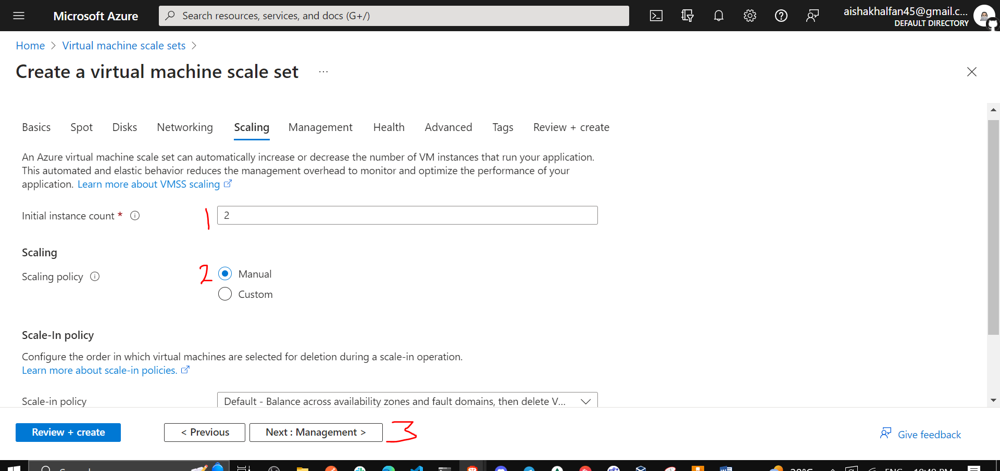 Microsoft Azure
Search resources, services, and docs (G+/)
aishakhalfan45@gmail.c...
DEFAULT DIRECTORY
Home > Virtual machine scale sets >
Create a virtual machine scale set ...
Basics Spot Disks Networking Scaling Management Health Advanced Tags Review + create
An Azure virtual machine scale set can automatically increase or decrease the number of VM instances that run your application.
This automated and elastic behavior reduces the management overhead to monitor and optimize the performance of your
application. Learn more about VMSS scaling
Initial instance count * 1 2
Scaling
Scaling policy 2 Manual
Custom
Scale-In policy
Configure the order in which virtual machines are selected for deletion during a scale-in operation.
Learn more about scale-in policies.
Scale-in policy Default - Balance across availability zones and fault domains, then delete V...
Review + create < Previous Next : Management > 3 Give feedback